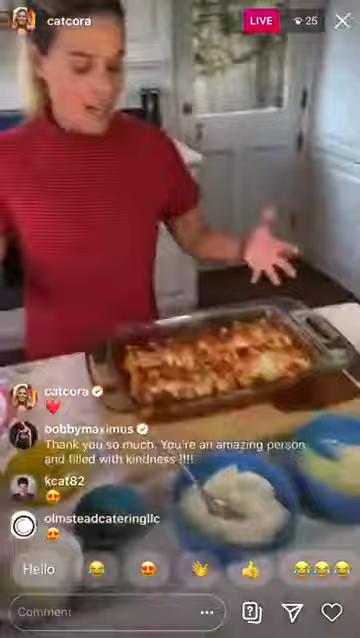 catcora
LIVE
25
catcora
❤️
bobbymaximus
Thank you so much. You're an amazing person
and filled with kindness !!!!
kcat82
😍
olmsteadcateringllc
😍
Hello 😂 😍 👋 👍 😂😂😂
Comment